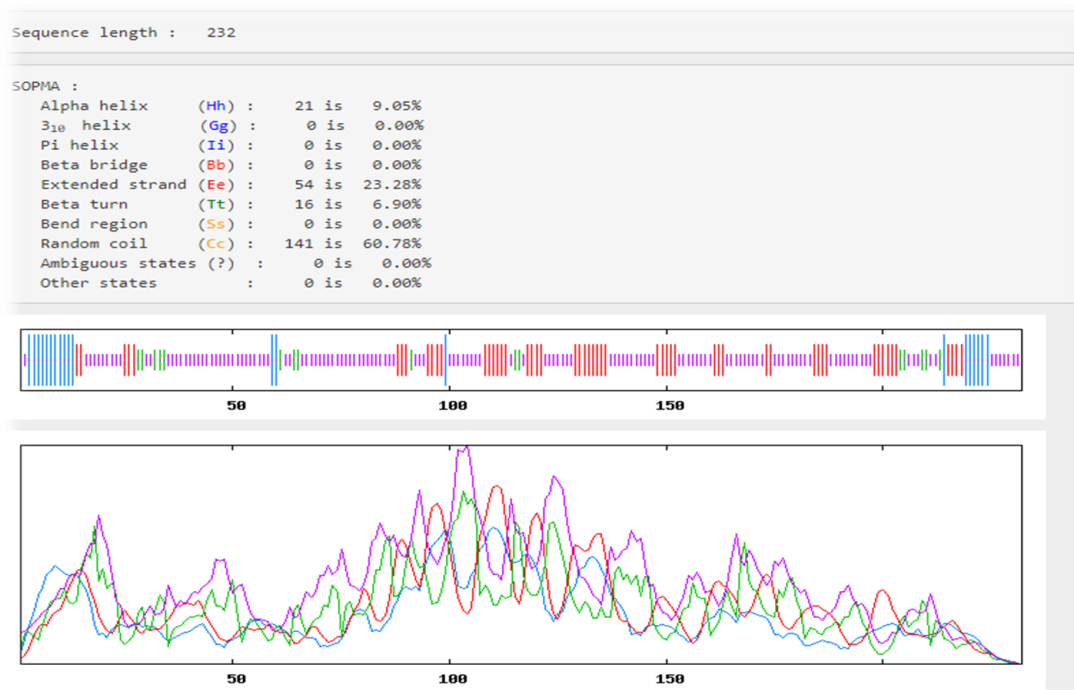 Sequence length :   232
SOPMA :
Alpha helix     (Hh) :    21 is   9.05%
3₁₀ helix      (Gg) :     0 is   0.00%
Pi helix        (Ii) :     0 is   0.00%
Beta bridge     (Bb) :     0 is   0.00%
Extended strand (Ee) :    54 is  23.28%
Beta turn       (Tt) :    16 is   6.90%
Bend region     (Ss) :     0 is   0.00%
Random coil     (Cc) :   141 is  60.78%
Ambiguous states (?)  :     0 is   0.00%
Other states         :     0 is   0.00%
50 100 150
50 100 150